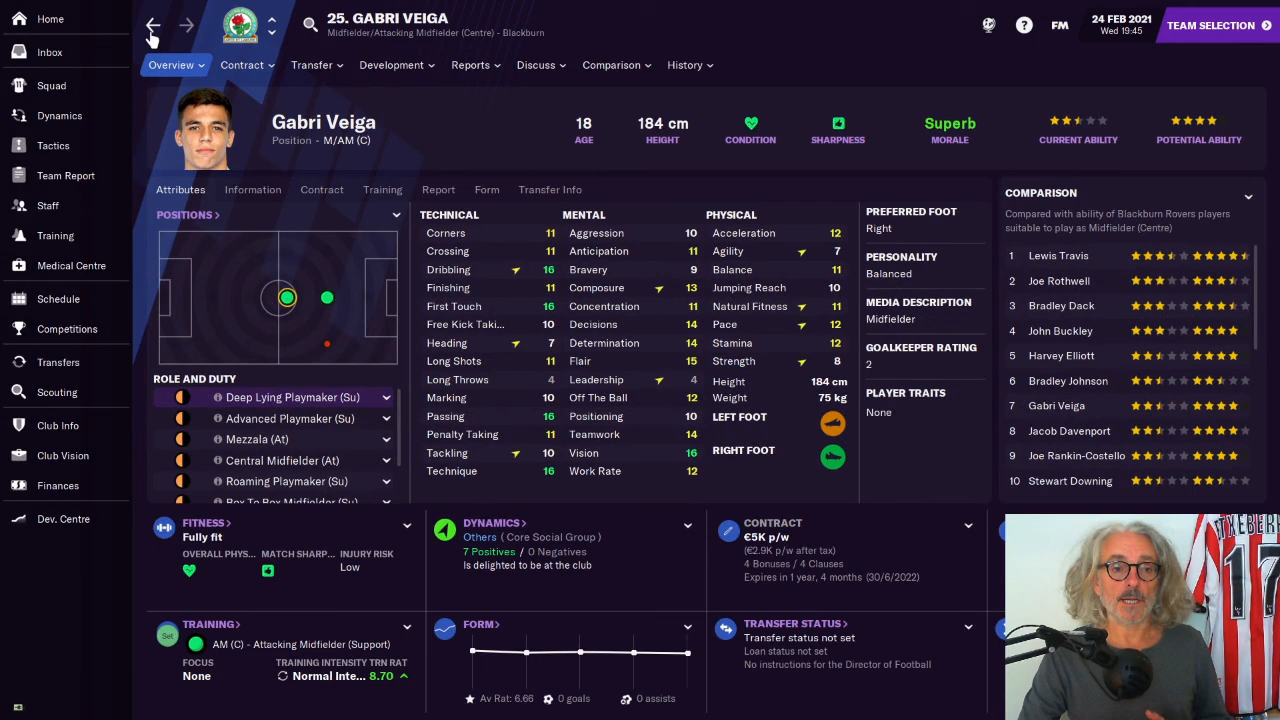 Home
Inbox
Squad
Dynamics
Tactics
Team Report
Staff
Training
Medical Centre
Schedule
Competitions
Transfers
Scouting
Club Info
Club Vision
Finances
Dev. Centre
25. GABRI VEIGA
Midfielder/Attacking Midfielder (Centre) - Blackburn
FM
24 FEB 2021
Wed 19:45
TEAM SELECTION
Overview Contract Transfer Development Reports Discuss Comparison History
Gabri Veiga
Position - M/AM (C)
18
AGE
184 cm
HEIGHT
CONDITION
SHARPNESS
Superb
MORALE
CURRENT ABILITY
POTENTIAL ABILITY
Attributes Information Contract Training Report Form Transfer Info
POSITIONS >
ROLE AND DUTY
Deep Lying Playmaker (Su)
Advanced Playmaker (Su)
Mezzala (At)
Central Midfielder (At)
Roaming Playmaker (Su)
Box To Box Midfielder (Su)
TECHNICAL
Corners 11
Crossing 11
Dribbling 16
Finishing 11
First Touch 16
Free Kick Taki... 10
Heading 7
Long Shots 11
Long Throws 4
Marking 10
Passing 16
Penalty Taking 11
Tackling 10
Technique 16
MENTAL
Aggression 10
Anticipation 11
Bravery 9
Composure 13
Concentration 11
Decisions 14
Determination 14
Flair 15
Leadership 4
Off The Ball 12
Positioning 10
Teamwork 14
Vision 16
Work Rate 12
PHYSICAL
Acceleration 12
Agility 7
Balance 11
Jumping Reach 10
Natural Fitness 11
Pace 12
Stamina 12
Strength 8
Height 184 cm
Weight 75 kg
LEFT FOOT
RIGHT FOOT
PREFERRED FOOT
Right
PERSONALITY
Balanced
MEDIA DESCRIPTION
Midfielder
GOALKEEPER RATING
2
PLAYER TRAITS
None
COMPARISON
Compared with ability of Blackburn Rovers players
suitable to play as Midfielder (Centre)
1 Lewis Travis
2 Joe Rothwell
3 Bradley Dack
4 John Buckley
5 Harvey Elliott
6 Bradley Johnson
7 Gabri Veiga
8 Jacob Davenport
9 Joe Rankin-Costello
10 Stewart Downing
FITNESS >
Fully fit
OVERALL PHYS... MATCH SHARP... INJURY RISK
Low
DYNAMICS >
Others ( Core Social Group )
7 Positives / 0 Negatives
Is delighted to be at the club
CONTRACT
€5K p/w
(€2.9K p/w after tax)
4 Bonuses / 4 Clauses
Expires in 1 year, 4 months (30/6/2022)
Set
TRAINING >
AM (C) - Attacking Midfielder (Support)
FOCUS
None
TRAINING INTENSITY TRN RAT
Normal Inte... 8.70
FORM >
Av Rat: 6.66 0 goals 0 assists
TRANSFER STATUS >
Transfer status not set
Loan status not set
No instructions for the Director of Football
17